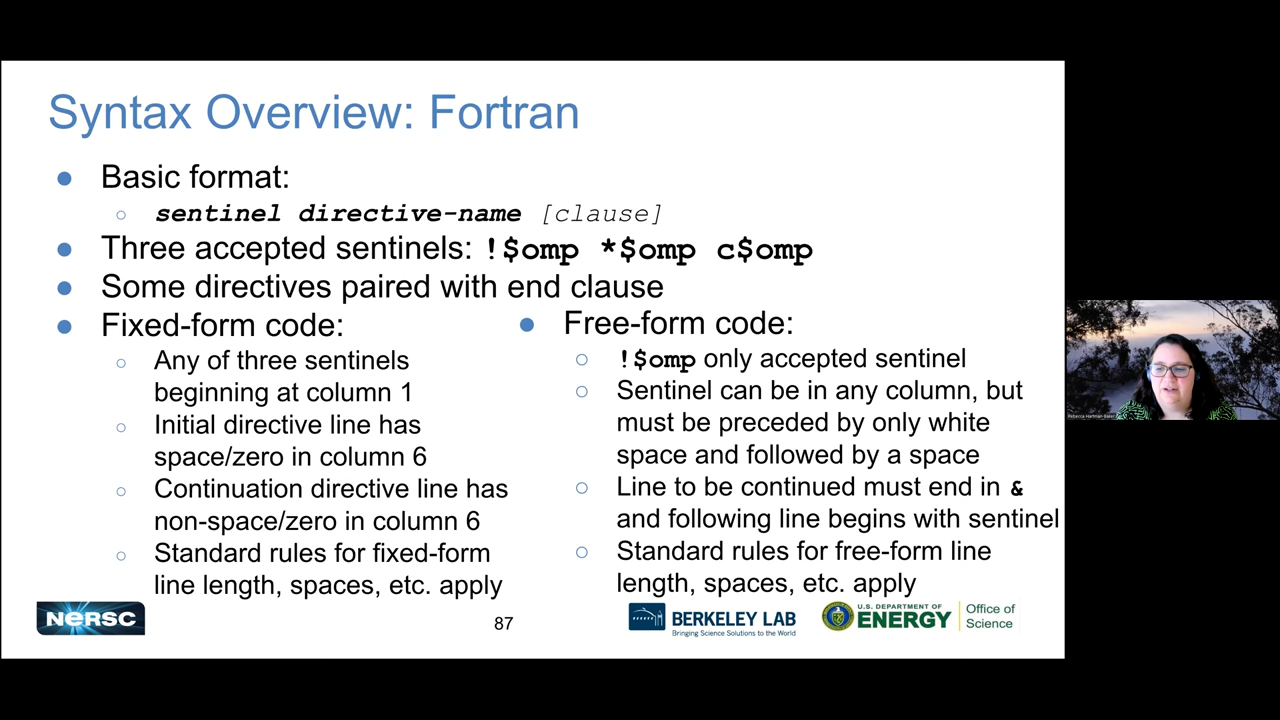 Syntax Overview: Fortran
● Basic format:
○ sentinel directive-name [clause]
● Three accepted sentinels: !$omp *$omp c$omp
● Some directives paired with end clause
● Fixed-form code:
○ Any of three sentinels
beginning at column 1
○ Initial directive line has
space/zero in column 6
○ Continuation directive line has
non-space/zero in column 6
○ Standard rules for fixed-form
line length, spaces, etc. apply
● Free-form code:
○ !$omp only accepted sentinel
○ Sentinel can be in any column, but
must be preceded by only white
space and followed by a space
○ Line to be continued must end in &
and following line begins with sentinel
○ Standard rules for free-form line
length, spaces, etc. apply
NERSC
87
BERKELEY LAB
Bringing Science Solutions to the World
U.S. DEPARTMENT OF
ENERGY
Office of
Science
Rebecca Hartman-Baker